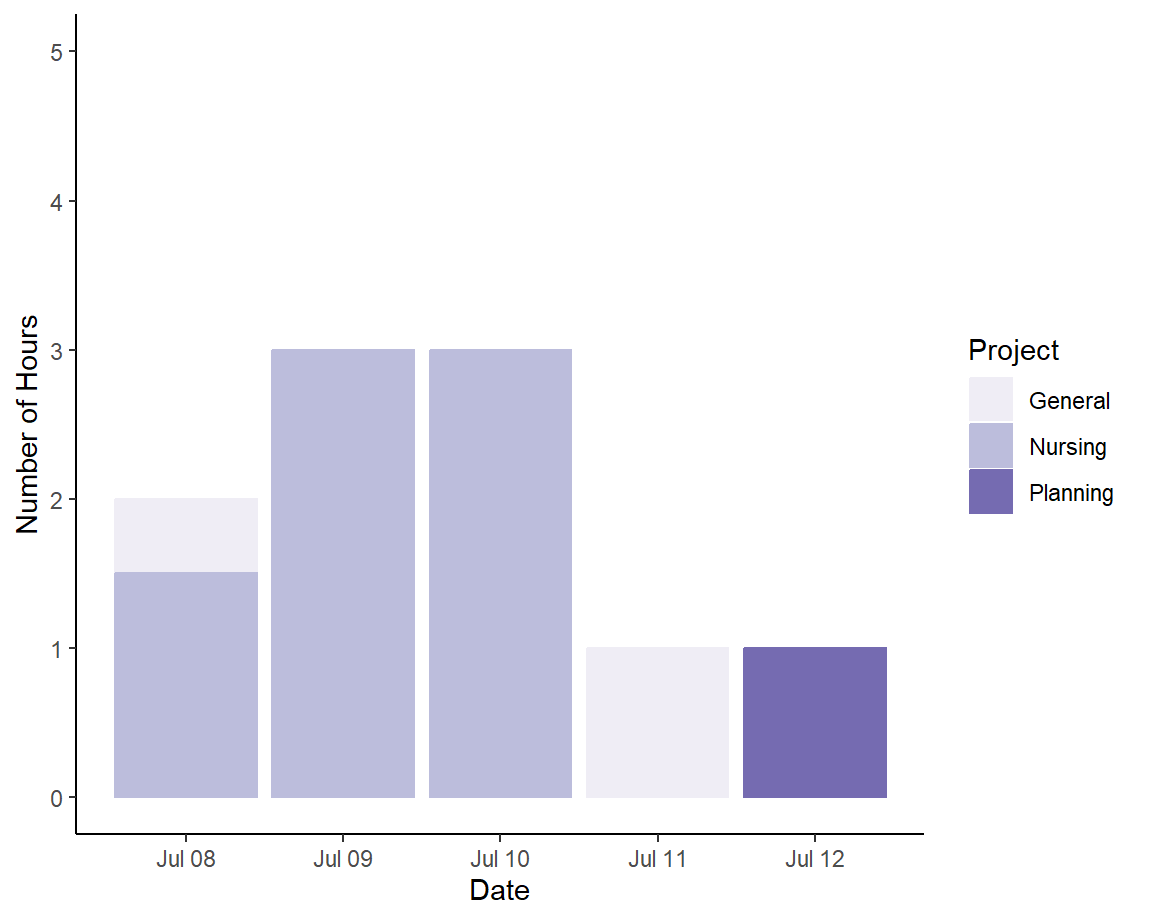 5
4
3
2
1
0
Number of Hours
Jul 08
Jul 09
Jul 10
Jul 11
Jul 12
Date
Project
General
Nursing
Planning